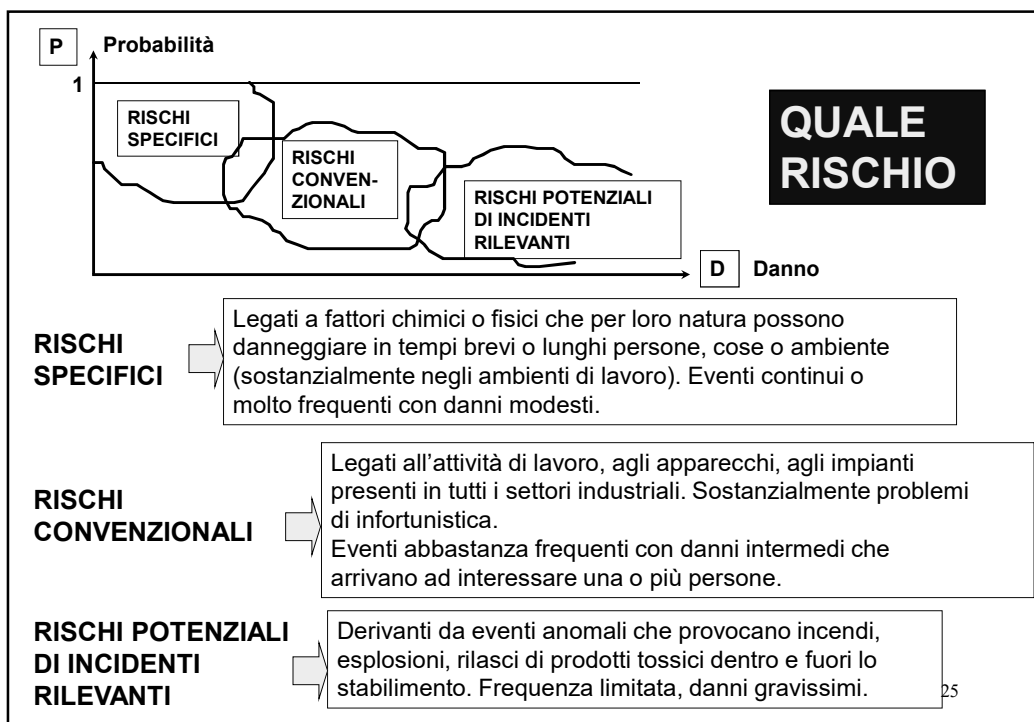 P Probabilità
1
RISCHI
SPECIFICI
RISCHI
CONVEN-
ZIONALI
RISCHI POTENZIALI
DI INCIDENTI
RILEVANTI
D Danno
QUALE
RISCHIO
RISCHI
SPECIFICI
Legati a fattori chimici o fisici che per loro natura possono
danneggiare in tempi brevi o lunghi persone, cose o ambiente
(sostanzialmente negli ambienti di lavoro). Eventi continui o
molto frequenti con danni modesti.
RISCHI
CONVENZIONALI
Legati all’attività di lavoro, agli apparecchi, agli impianti
presenti in tutti i settori industriali. Sostanzialmente problemi
di infortunistica.
Eventi abbastanza frequenti con danni intermedi che
arrivano ad interessare una o più persone.
RISCHI POTENZIALI
DI INCIDENTI
RILEVANTI
Derivanti da eventi anomali che provocano incendi,
esplosioni, rilasci di prodotti tossici dentro e fuori lo
stabilimento. Frequenza limitata, danni gravissimi.
25